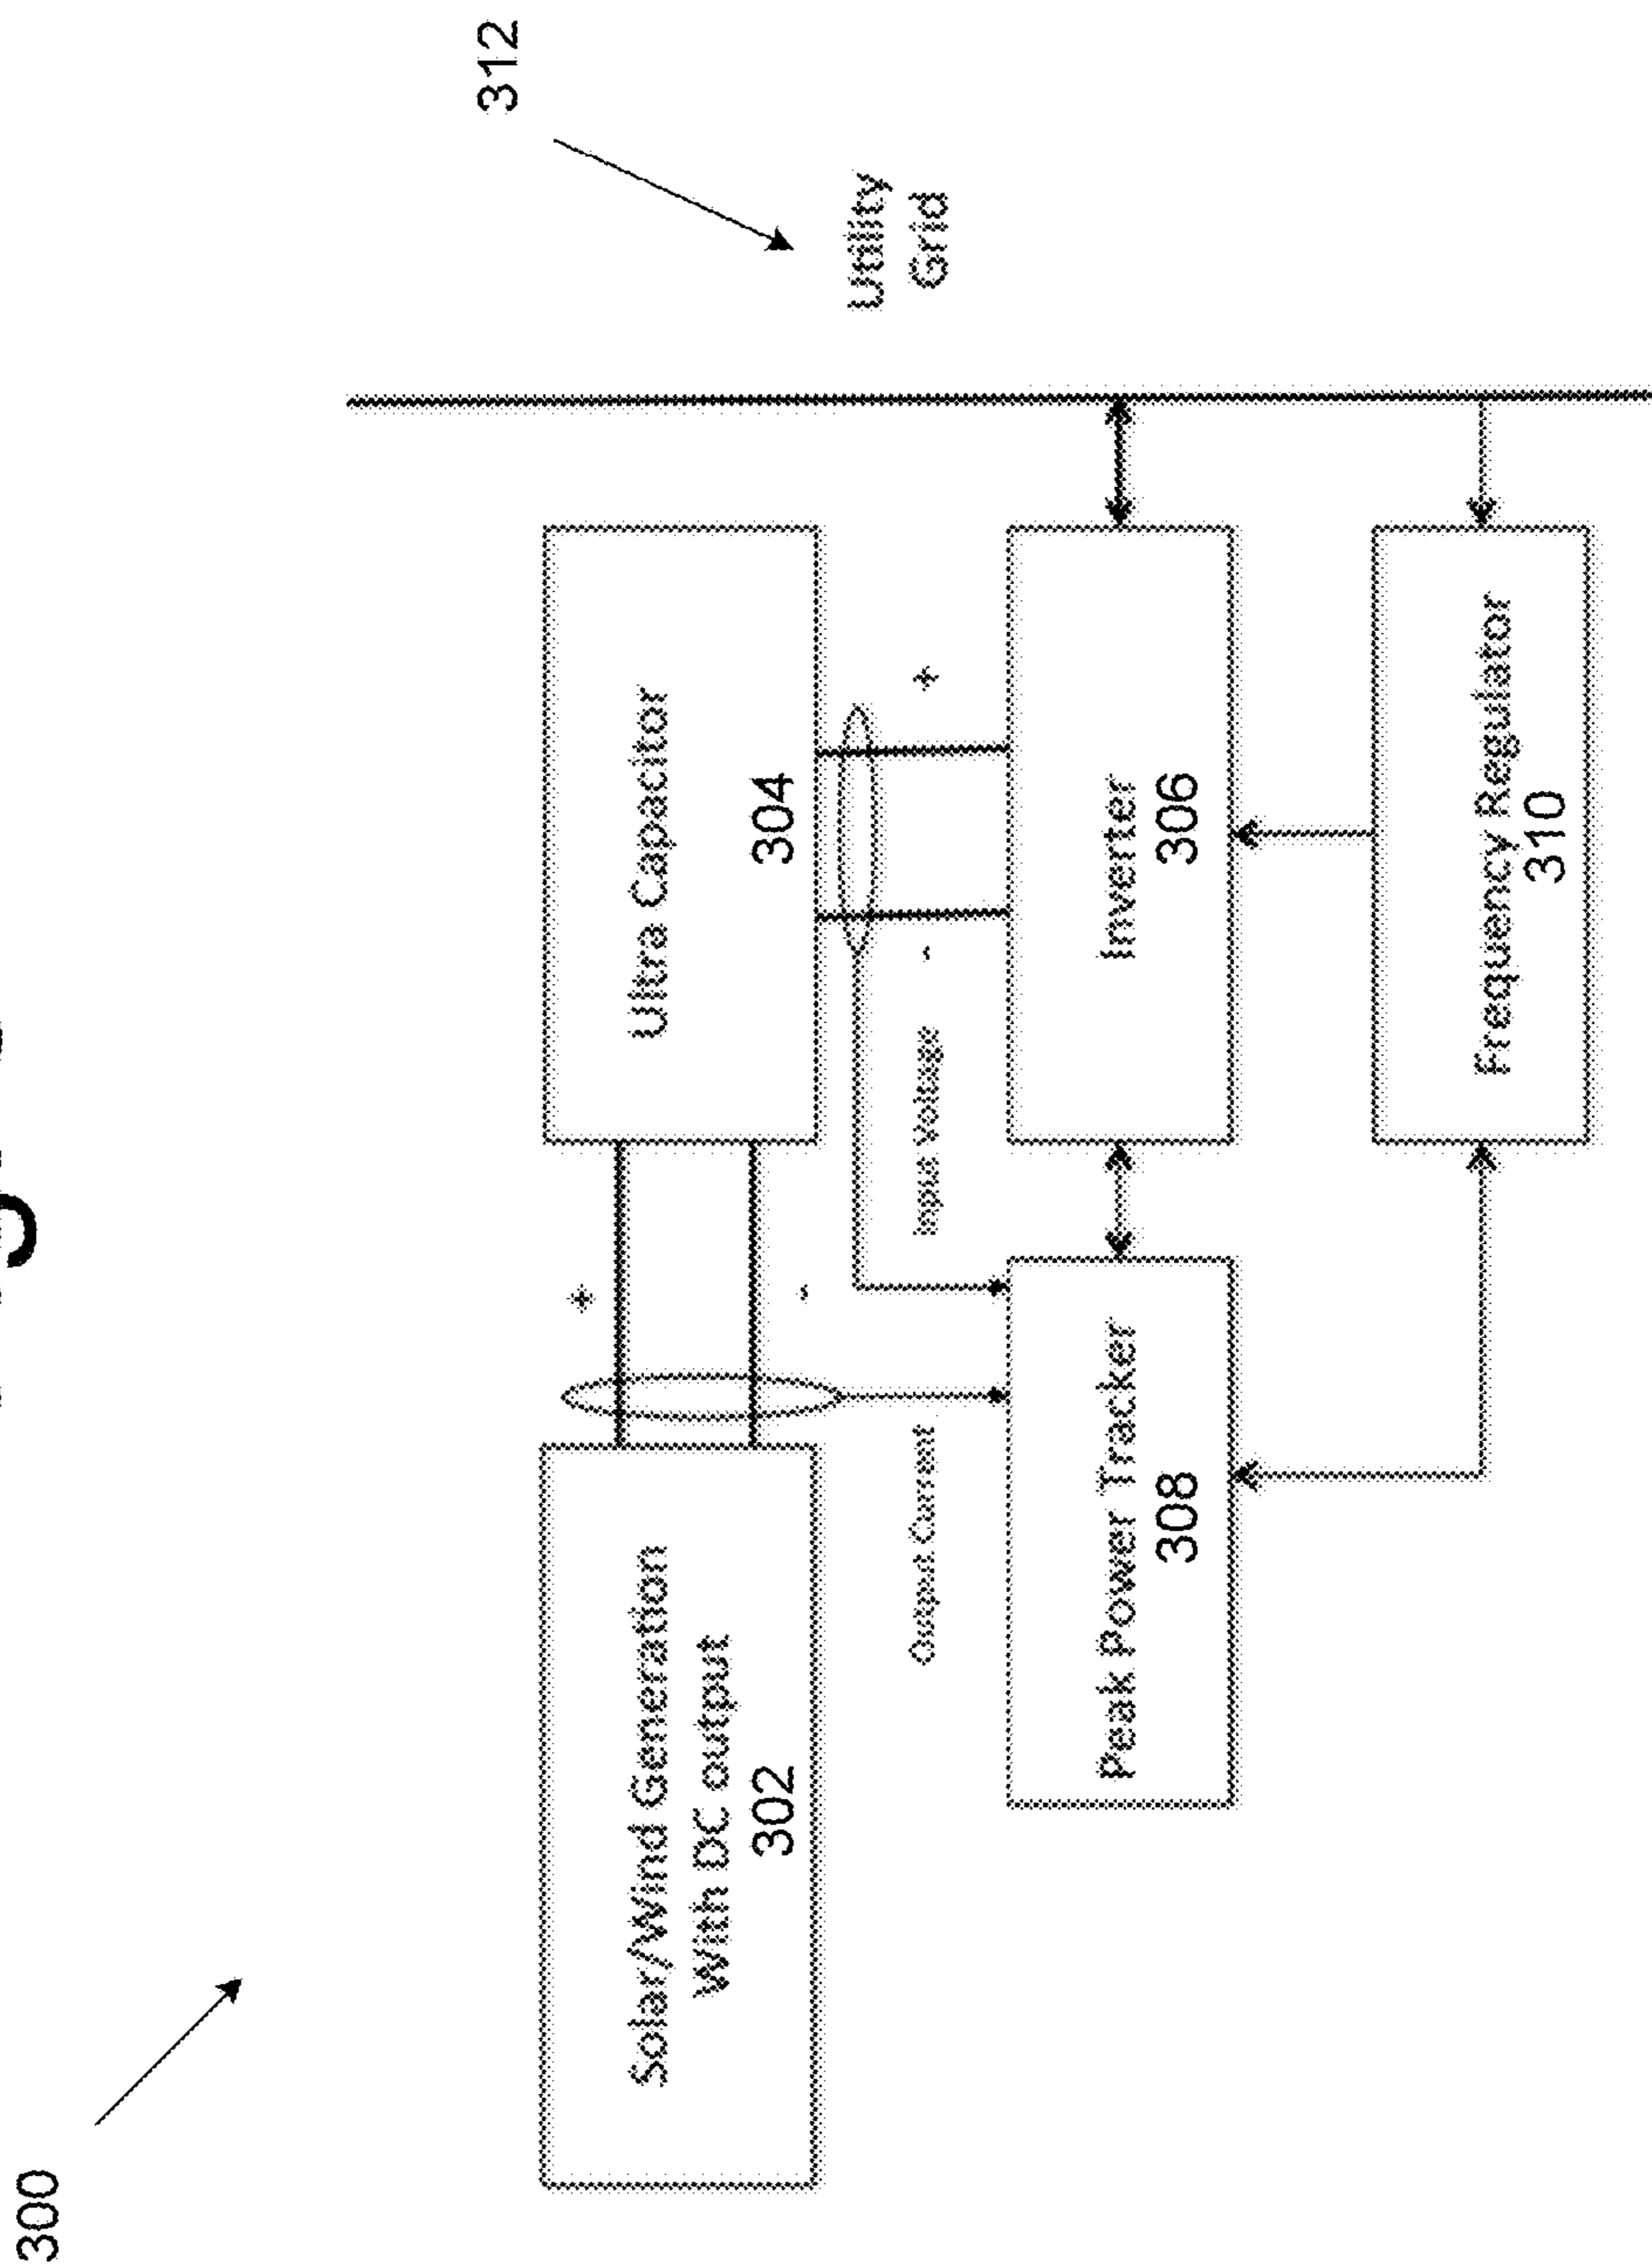 300
312
Solar/Wind Generation
With DC output
302
+
-
Ultra Capacitor
304
Utility
Grid
Output Current
Input Voltage
-
+
Peak Power Tracker
308
Inverter
306
Frequency Regulator
310